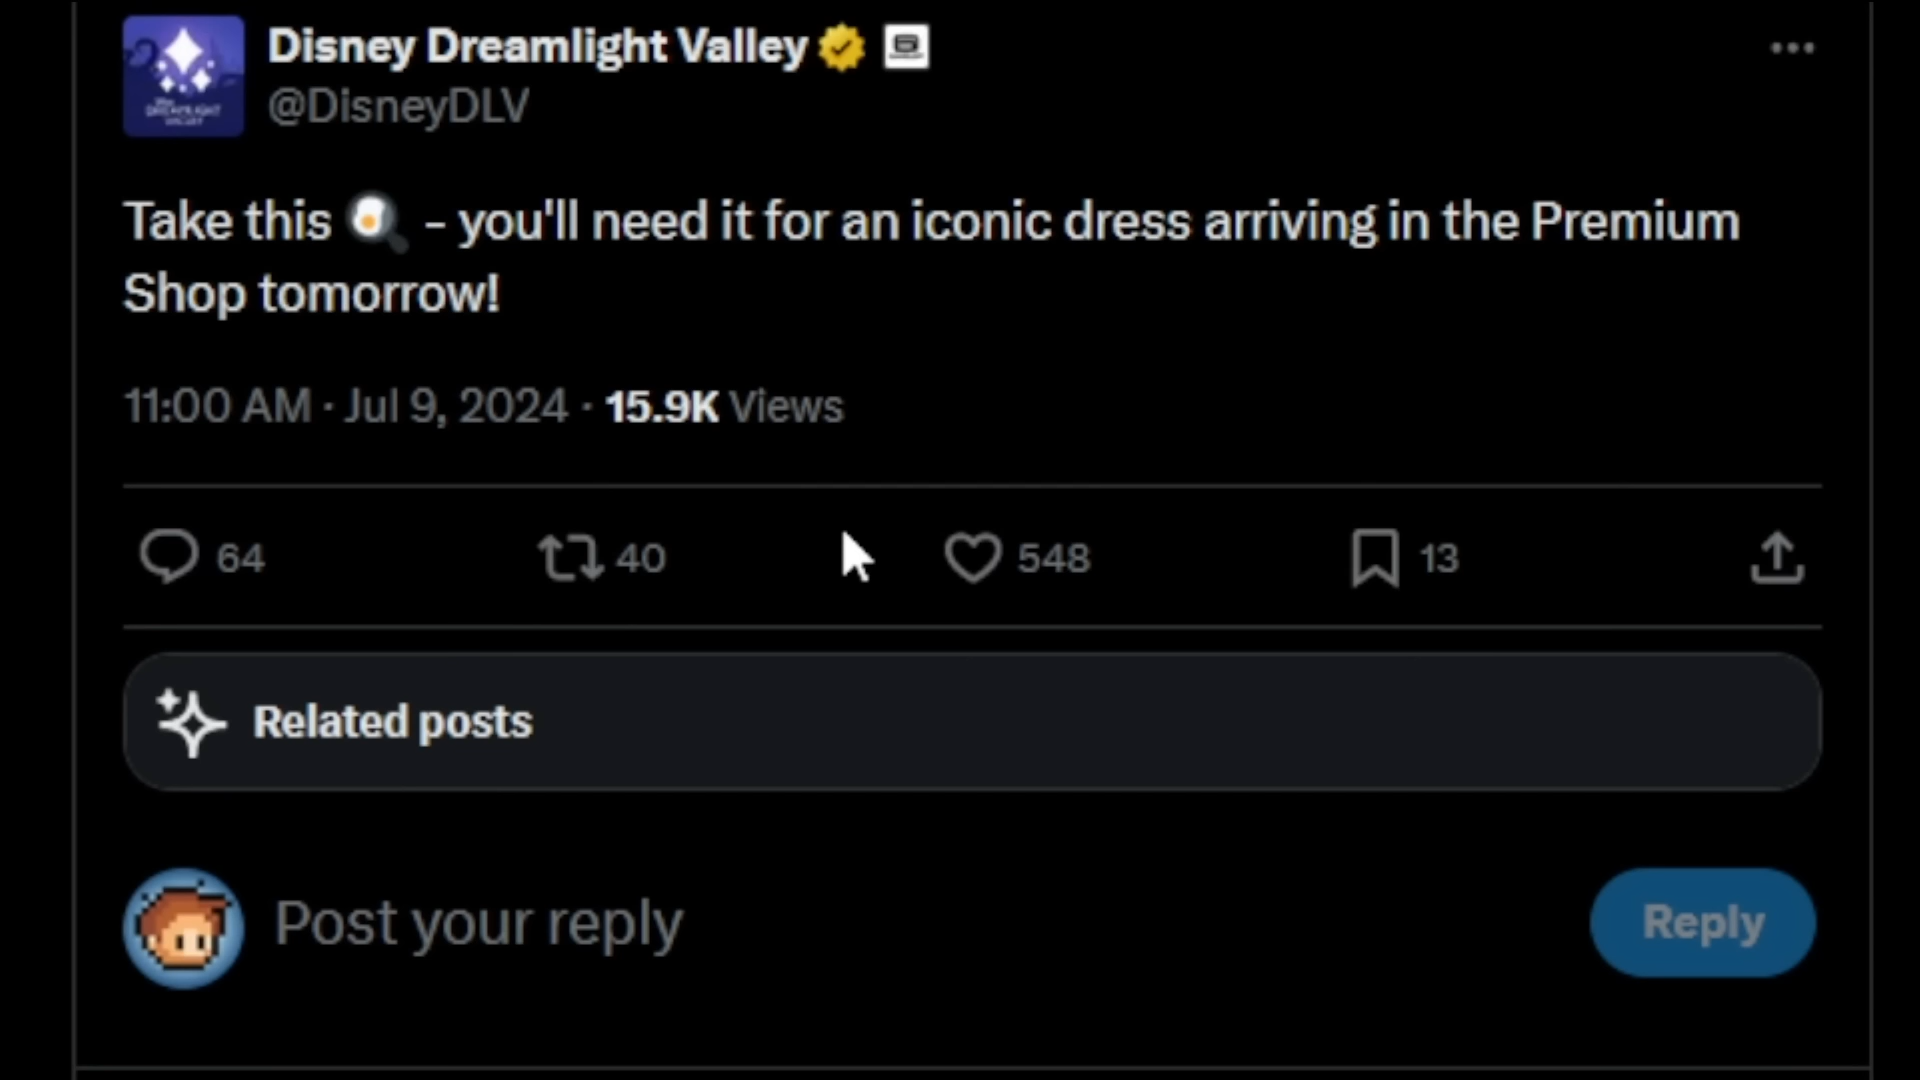 Disney Dreamlight Valley
@DisneyDLV
Take this 🍳 - you'll need it for an iconic dress arriving in the Premium
Shop tomorrow!
11:00 AM · Jul 9, 2024 · 15.9K Views
64 40 548 13
Related posts
Post your reply
Reply